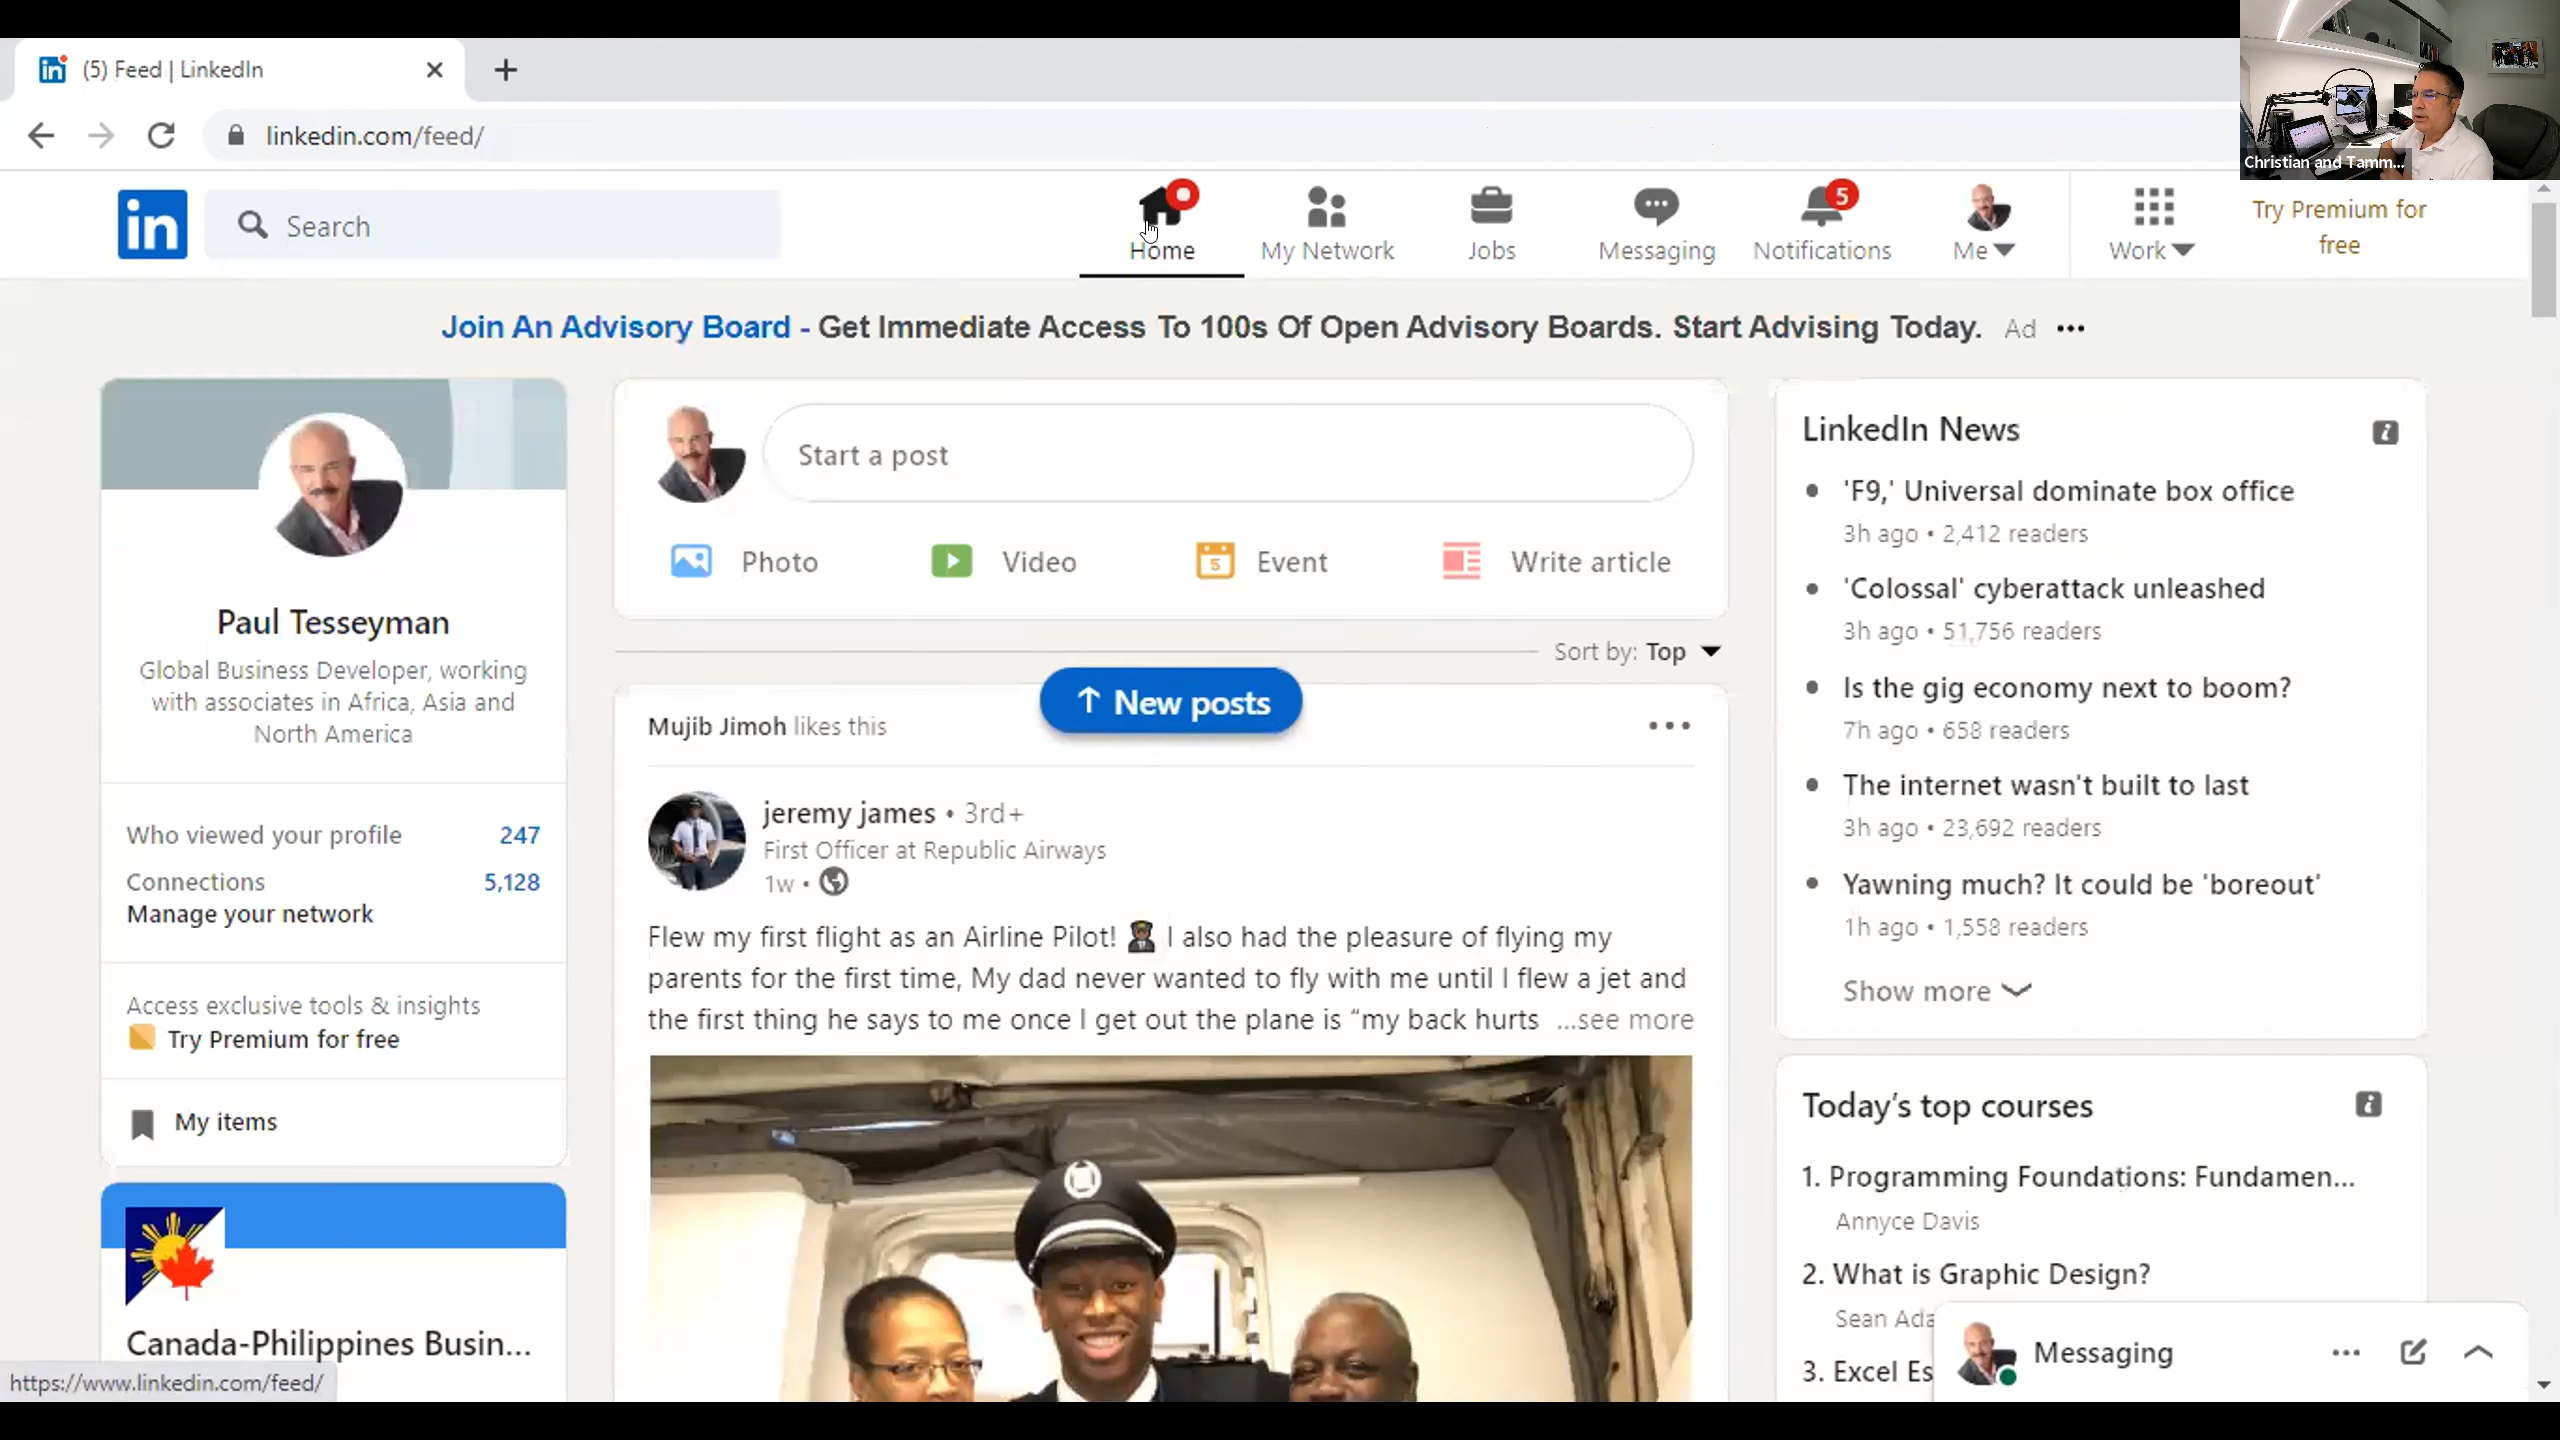 (5) Feed | LinkedIn
linkedin.com/feed/
Christian and Tamm...
in
Search
Home
My Network
Jobs
Messaging
5
Notifications
Me
Work
Try Premium for
free
Join An Advisory Board - Get Immediate Access To 100s Of Open Advisory Boards. Start Advising Today. Ad
Paul Tesseyman
Global Business Developer, working
with associates in Africa, Asia and
North America
Who viewed your profile 247
Connections 5,128
Manage your network
Access exclusive tools & insights
Try Premium for free
My items
Canada-Philippines Busin...
https://www.linkedin.com/feed/
Start a post
Photo
Video
5
Event
Write article
Sort by: Top
↑ New posts
Mujib Jimoh likes this
jeremy james • 3rd+
First Officer at Republic Airways
1w •
Flew my first flight as an Airline Pilot! 👨🏾‍✈️ I also had the pleasure of flying my
parents for the first time, My dad never wanted to fly with me until I flew a jet and
the first thing he says to me once I get out the plane is “my back hurts ...see more
LinkedIn News
• 'F9,' Universal dominate box office
3h ago • 2,412 readers
• 'Colossal' cyberattack unleashed
3h ago • 51,756 readers
• Is the gig economy next to boom?
7h ago • 658 readers
• The internet wasn't built to last
3h ago • 23,692 readers
• Yawning much? It could be 'boreout'
1h ago • 1,558 readers
Show more
Today's top courses
1. Programming Foundations: Fundamen...
Annyce Davis
2. What is Graphic Design?
Sean Ada
3. Excel Es
Messaging